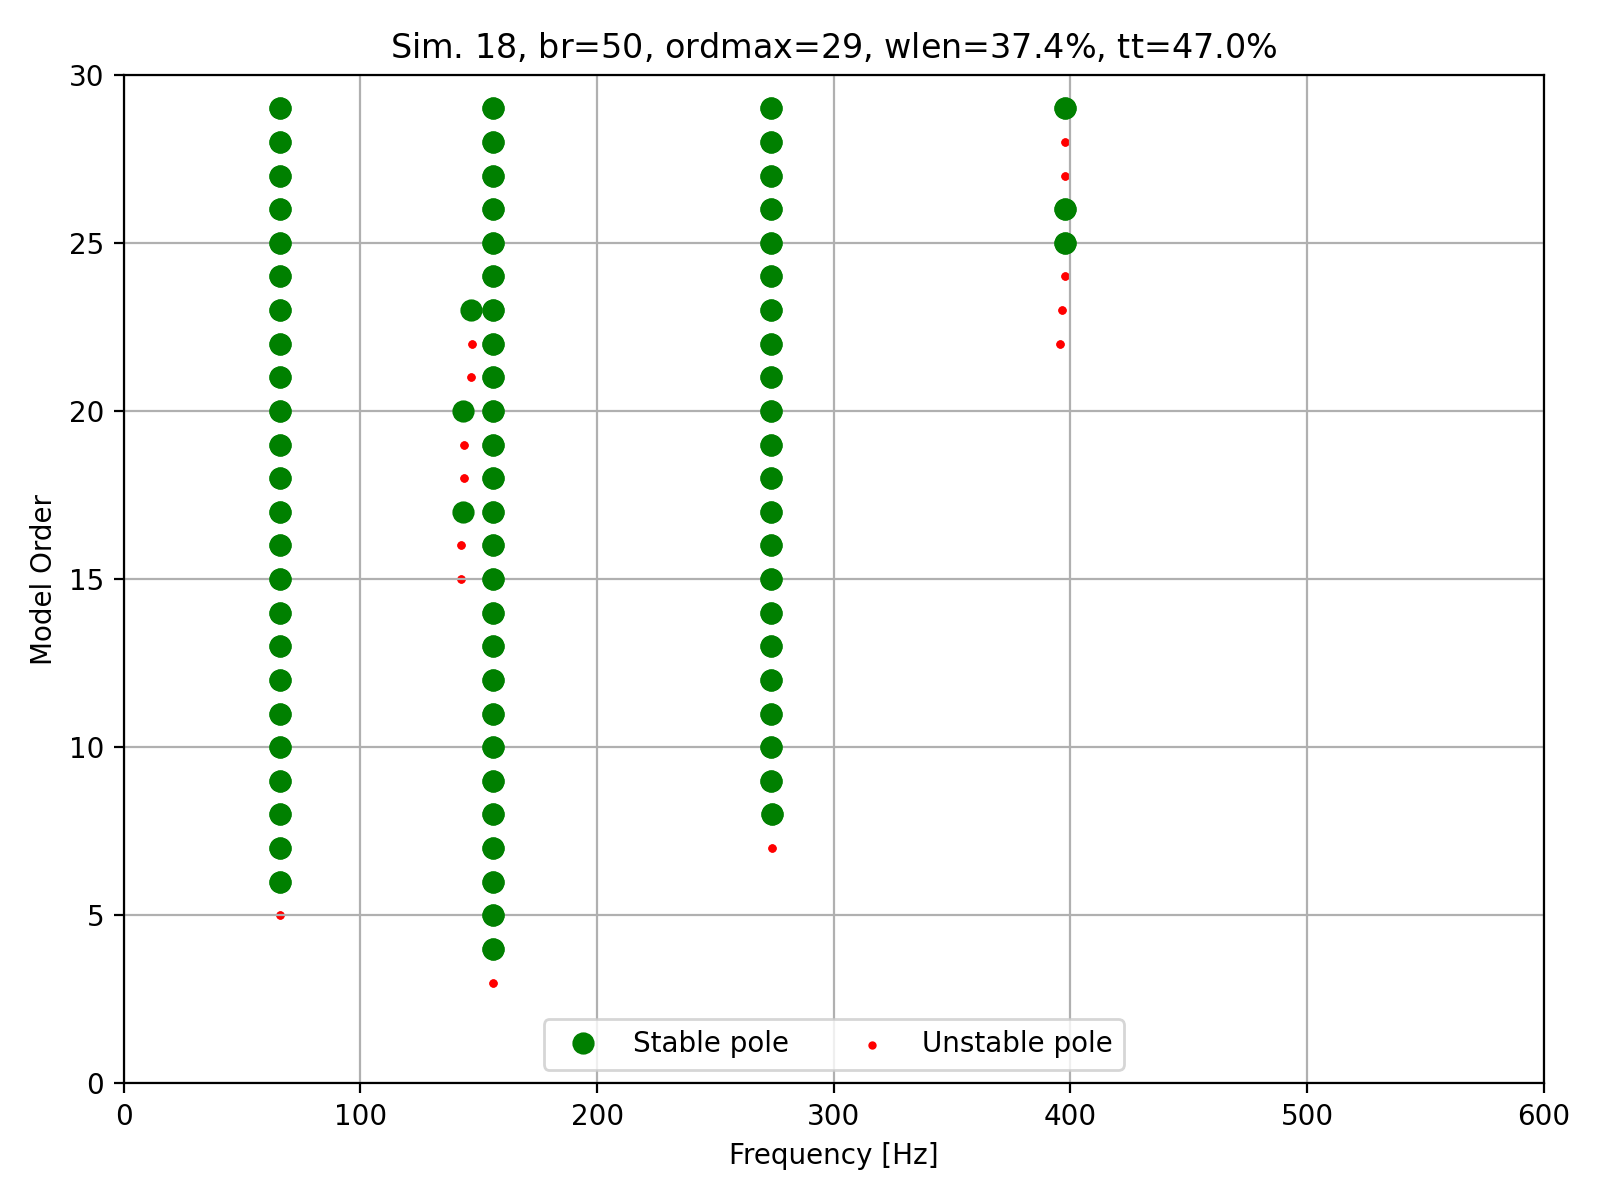 Sim. 18, br=50, ordmax=29, wlen=37.4%, tt=47.0%
30
25
20
15
10
5
0
Model Order
Stable pole
Unstable pole
0 100 200 300 400 500 600
Frequency [Hz]